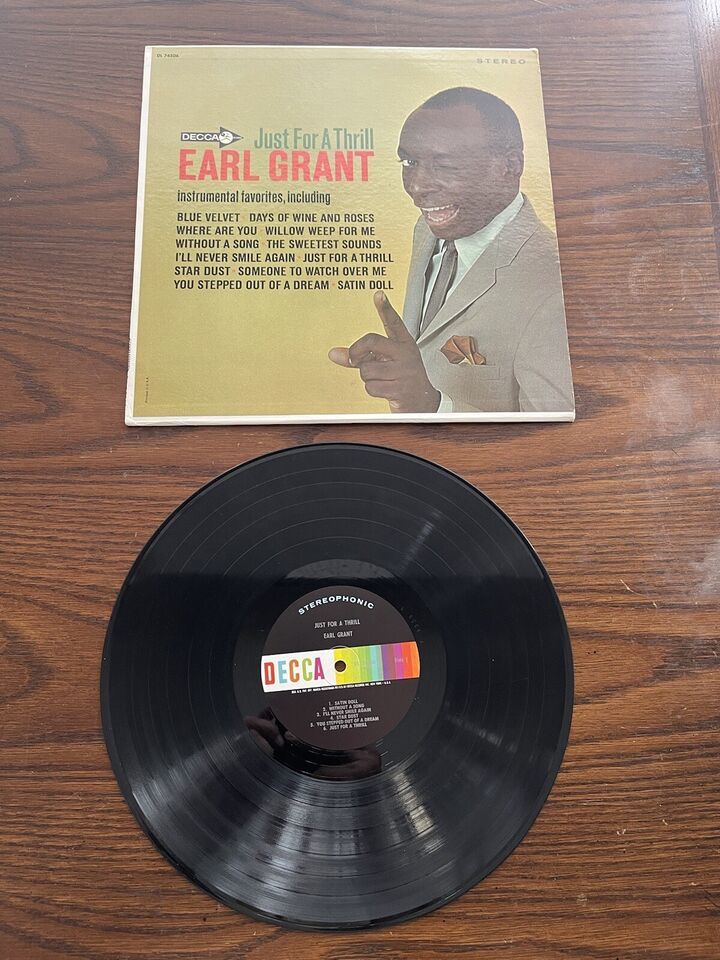 DL 74506
STEREO
DECCA
Just For A Thrill
EARL GRANT
instrumental favorites, including
BLUE VELVET · DAYS OF WINE AND ROSES
WHERE ARE YOU · WILLOW WEEP FOR ME
WITHOUT A SONG · THE SWEETEST SOUNDS
I'LL NEVER SMILE AGAIN · JUST FOR A THRILL
STAR DUST · SOMEONE TO WATCH OVER ME
YOU STEPPED OUT OF A DREAM · SATIN DOLL
Printed in U.S.A.
STEREOPHONIC
JUST FOR A THRILL
EARL GRANT
DECCA
1. SATIN DOLL
2. WITHOUT A SONG
3. I'LL NEVER SMILE AGAIN
4. STAR DUST
5. YOU STEPPED OUT OF A DREAM
6. JUST FOR A THRILL